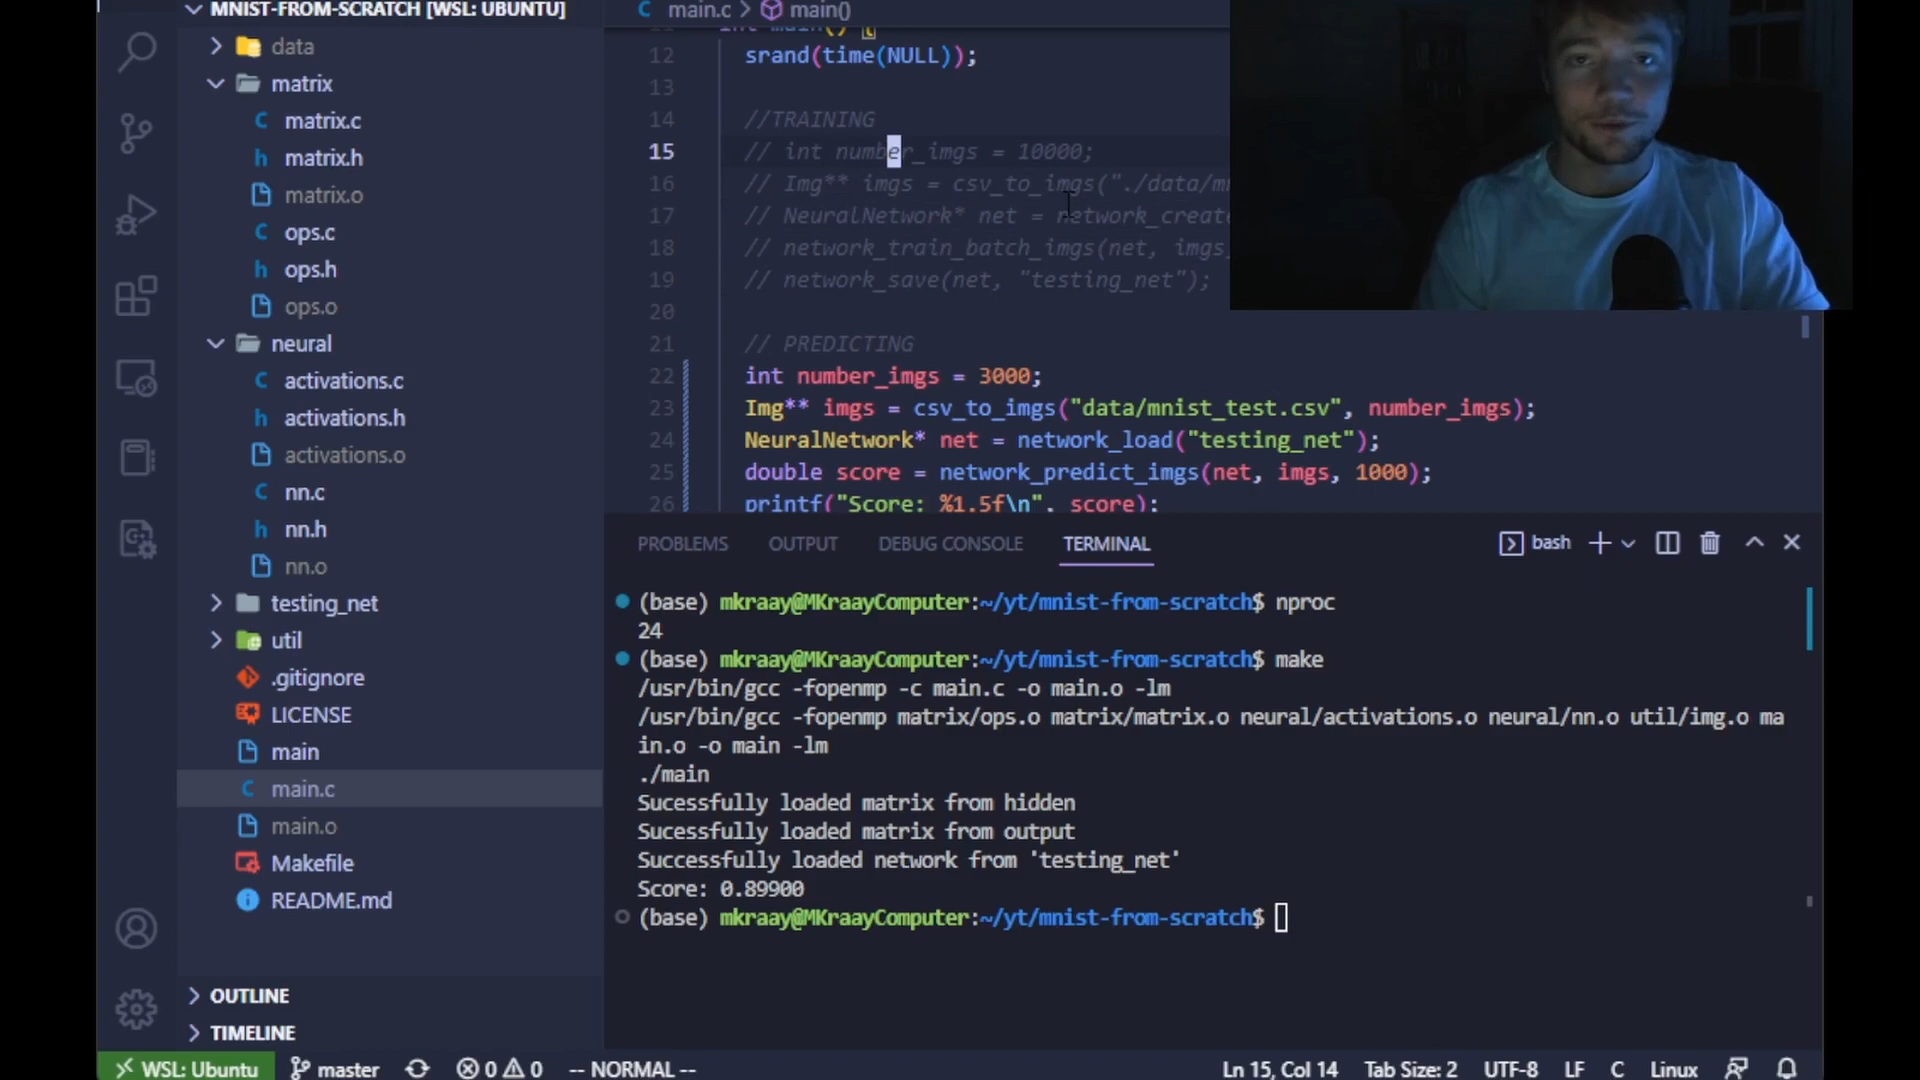 MNIST-FROM-SCRATCH [WSL: UBUNTU]
data
matrix
matrix.c
matrix.h
matrix.o
ops.c
ops.h
ops.o
neural
activations.c
activations.h
activations.o
nn.c
nn.h
nn.o
testing_net
util
.gitignore
LICENSE
main
main.c
main.o
Makefile
README.md
OUTLINE
TIMELINE
main.c > main()
int main() {
12 srand(time(NULL));
13
14 //TRAINING
15 // int number_imgs = 10000;
16 // Img** imgs = csv_to_imgs("./data/
17 // NeuralNetwork* net = network_create
18 // network_train_batch_imgs(net, imgs,
19 // network_save(net, "testing_net");
20
21 // PREDICTING
22 int number_imgs = 3000;
23 Img** imgs = csv_to_imgs("data/mnist_test.csv", number_imgs);
24 NeuralNetwork* net = network_load("testing_net");
25 double score = network_predict_imgs(net, imgs, 1000);
26 printf("Score: %1.5f\n", score);
PROBLEMS OUTPUT DEBUG CONSOLE TERMINAL bash
(base) mkraay@MKraayComputer:~/yt/mnist-from-scratch$ nproc
24
(base) mkraay@MKraayComputer:~/yt/mnist-from-scratch$ make
/usr/bin/gcc -fopenmp -c main.c -o main.o -lm
/usr/bin/gcc -fopenmp matrix/ops.o matrix/matrix.o neural/activations.o neural/nn.o util/img.o ma
in.o -o main -lm
./main
Sucessfully loaded matrix from hidden
Sucessfully loaded matrix from output
Successfully loaded network from 'testing_net'
Score: 0.89900
(base) mkraay@MKraayComputer:~/yt/mnist-from-scratch$
WSL: Ubuntu master 0 0 -- NORMAL -- Ln 15, Col 14 Tab Size: 2 UTF-8 LF C Linux